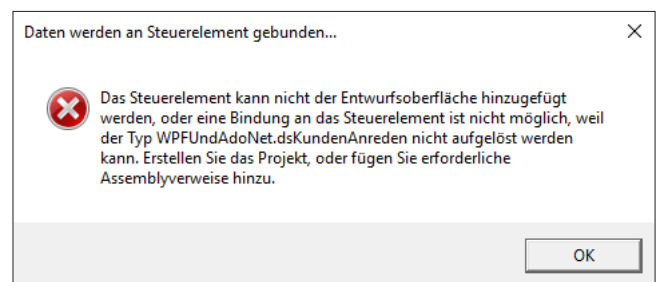 Daten werden an Steuerelement gebunden...
Das Steuerelement kann nicht der Entwurfsoberfläche hinzugefügt
werden, oder eine Bindung an das Steuerelement ist nicht möglich, weil
der Typ WPFUndAdoNet.dsKundenAnreden nicht aufgelöst werden
kann. Erstellen Sie das Projekt, oder fügen Sie erforderliche
Assemblyverweise hinzu.
OK